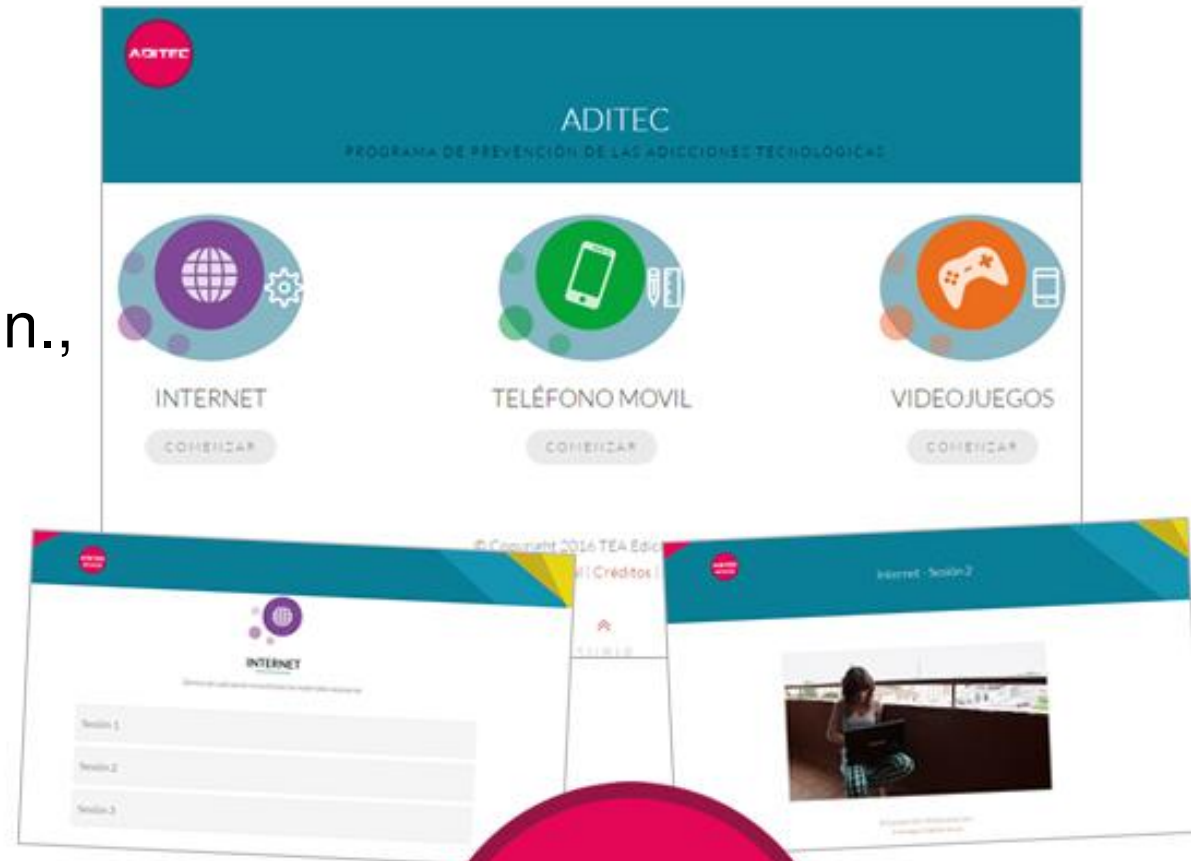 ADITEC
ADITEC
PROGRAMA DE PREVENCIÓN DE LAS ADICCIONES TECNOLÓGICAS
n.,
INTERNET
TELÉFONO MOVIL
VIDEOJUEGOS
COMENZAR
COMENZAR
COMENZAR
© Copyright 2016 TEA Edic
| Créditos |
INTERNET
Sesión 1
Sesión 2
Sesión 3
Internet - Sesión 2